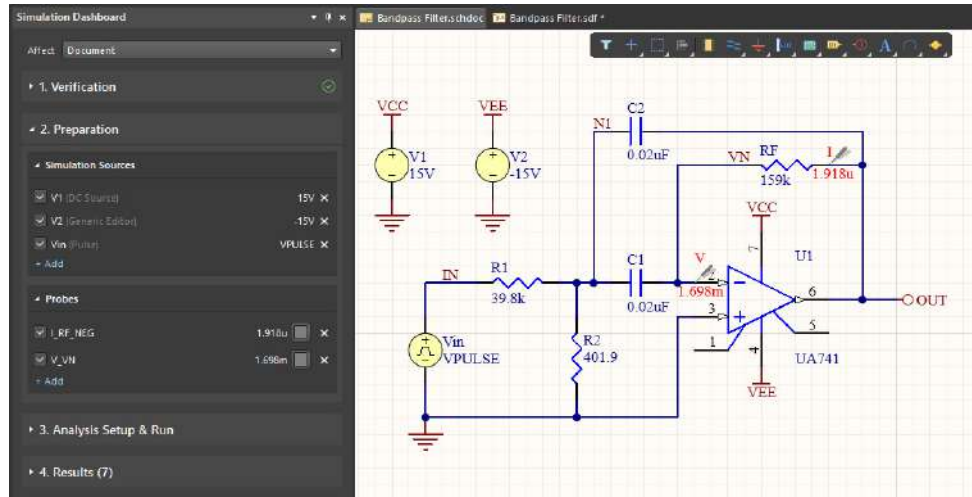 Simulation Dashboard
Bandpass Filter.schdoc
Bandpass Filter.sdf *
Affect Document
1. Verification
2. Preparation
Simulation Sources
V1 (DC Source) 15V
V2 (Generic Editor) -15V
Vin (Pulse) VPULSE
+ Add
Probes
I_RF_NEG 1.918u
V_VN 1.698m
+ Add
3. Analysis Setup & Run
4. Results (7)
A
VCC
V1
15V
VEE
V2
-15V
N1
C2
0.02uF
VN
RF
159k
I
1.918u
VCC
7
U1
IN
R1
39.8k
C1
0.02uF
V
1.698m
2
3
6
OUT
5
1
4
UA741
VEE
R2
401.9
Vin
VPULSE